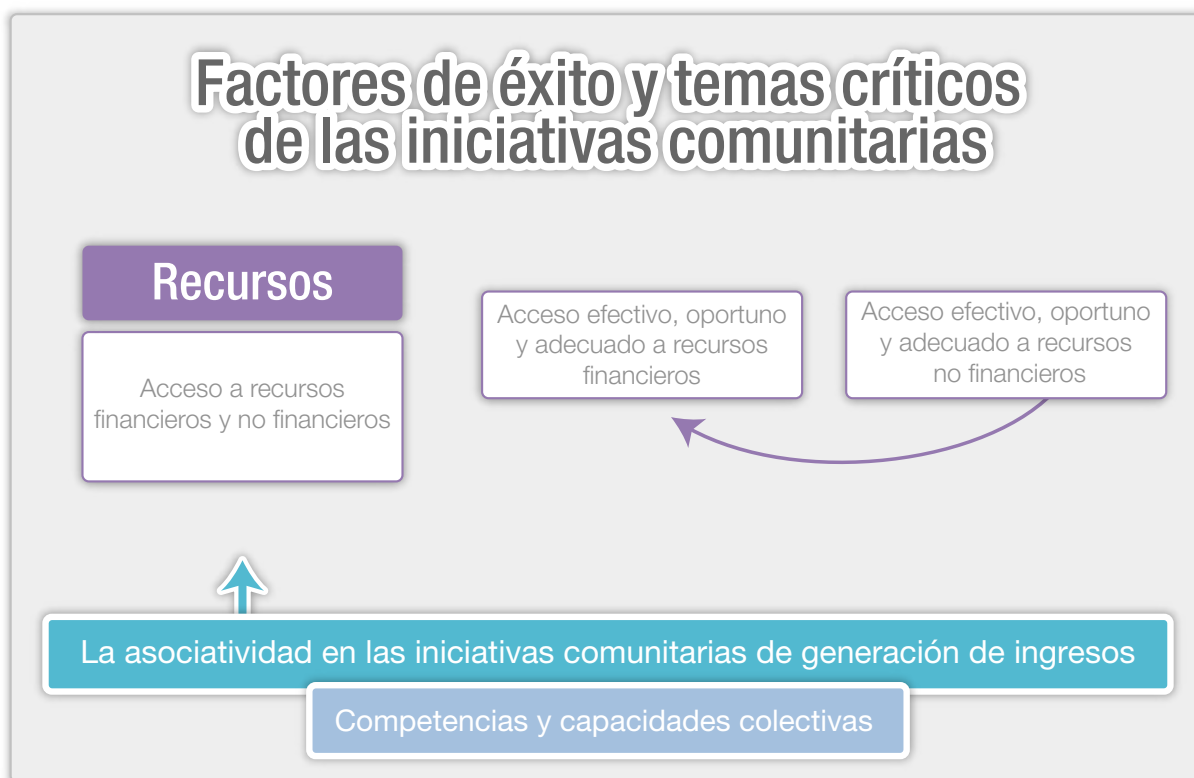 Factores de éxito y temas críticos
de las iniciativas comunitarias
Recursos
Acceso a recursos
financieros y no financieros
Acceso efectivo, oportuno
y adecuado a recursos
financieros
Acceso efectivo, oportuno
y adecuado a recursos
no financieros
La asociatividad en las iniciativas comunitarias de generación de ingresos
Competencias y capacidades colectivas